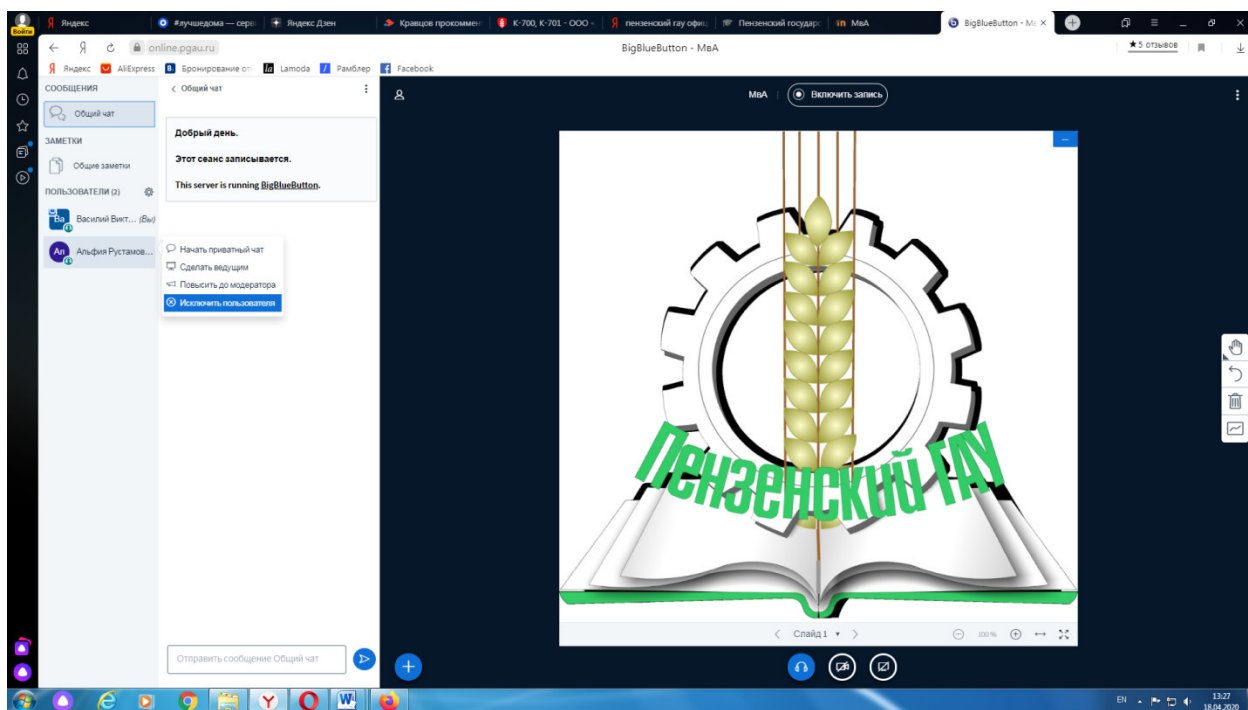 Войти
Яндекс
#лучшедома — серв
Яндекс Дзен
Кравцов прокоммен
К-700, К-701 - ООО «
пензенский гау офиц
Пензенский государс
МвА
BigBlueButton - Мв
online.pgau.ru
BigBlueButton - МвА
★5 отзывов
Яндекс
AliExpress
Бронирование от
Lamoda
Рамблер
Facebook
СООБЩЕНИЯ
Общий чат
ЗАМЕТКИ
Общие заметки
ПОЛЬЗОВАТЕЛИ (2)
Ва
Василий Викт... (Вы)
Ал
Альфия Рустамов...
Общий чат
Добрый день.
Этот сеанс записывается.
This server is running BigBlueButton.
Начать приватный чат
Сделать ведущим
Повысить до модератора
Исключить пользователя
Отправить сообщение Общий чат
МвА
Включить запись
Пензенский ГАУ
Слайд 1
100%
EN
13:27
18.04.2020